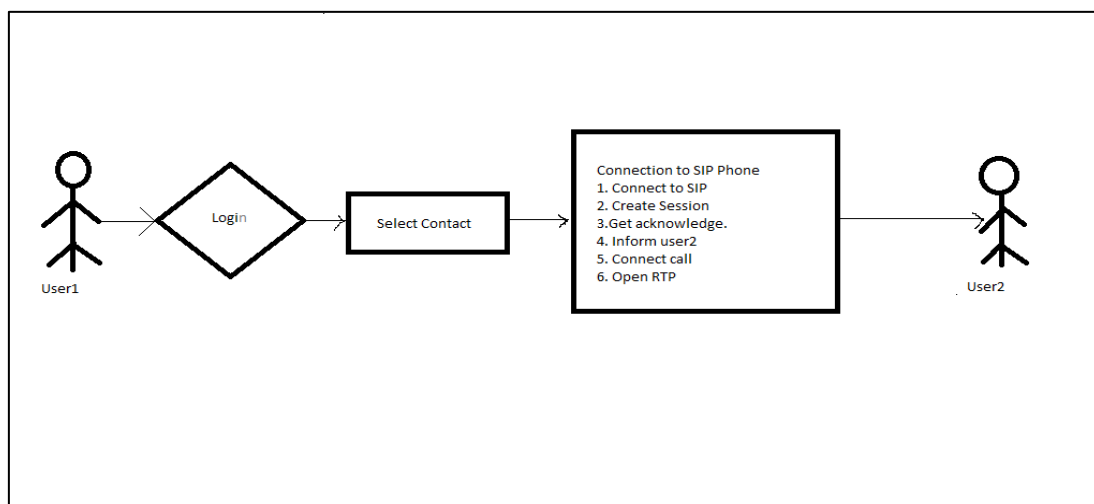 User1
Login
Select Contact
Connection to SIP Phone
1. Connect to SIP
2. Create Session
3.Get acknowledge.
4. Inform user2
5. Connect call
6. Open RTP
User2